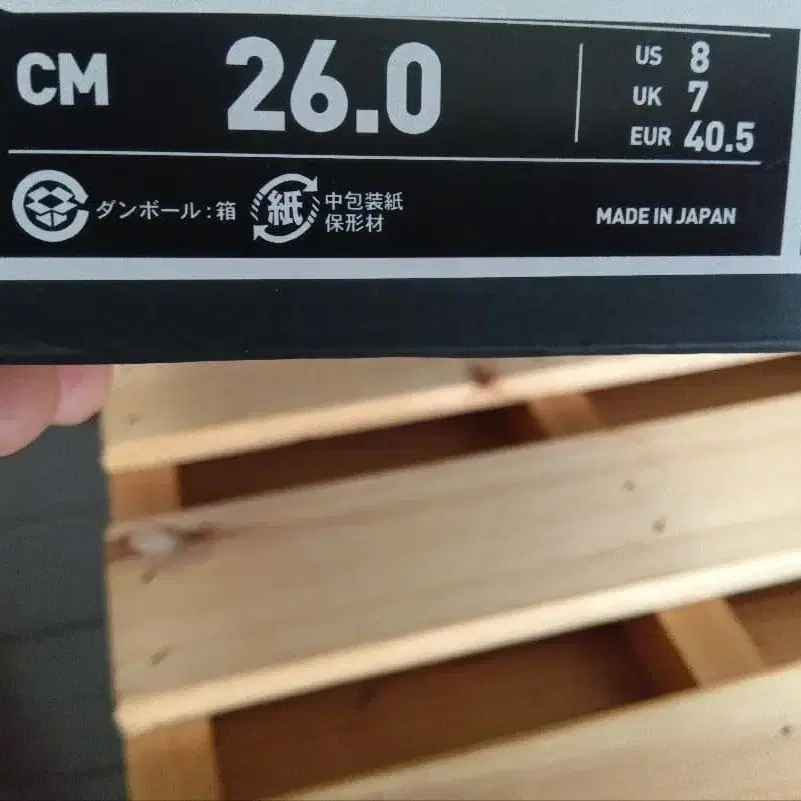 CM 26.0
US 8
UK 7
EUR 40.5
ダンボール:箱
紙
中包装紙
保形材
MADE IN JAPAN